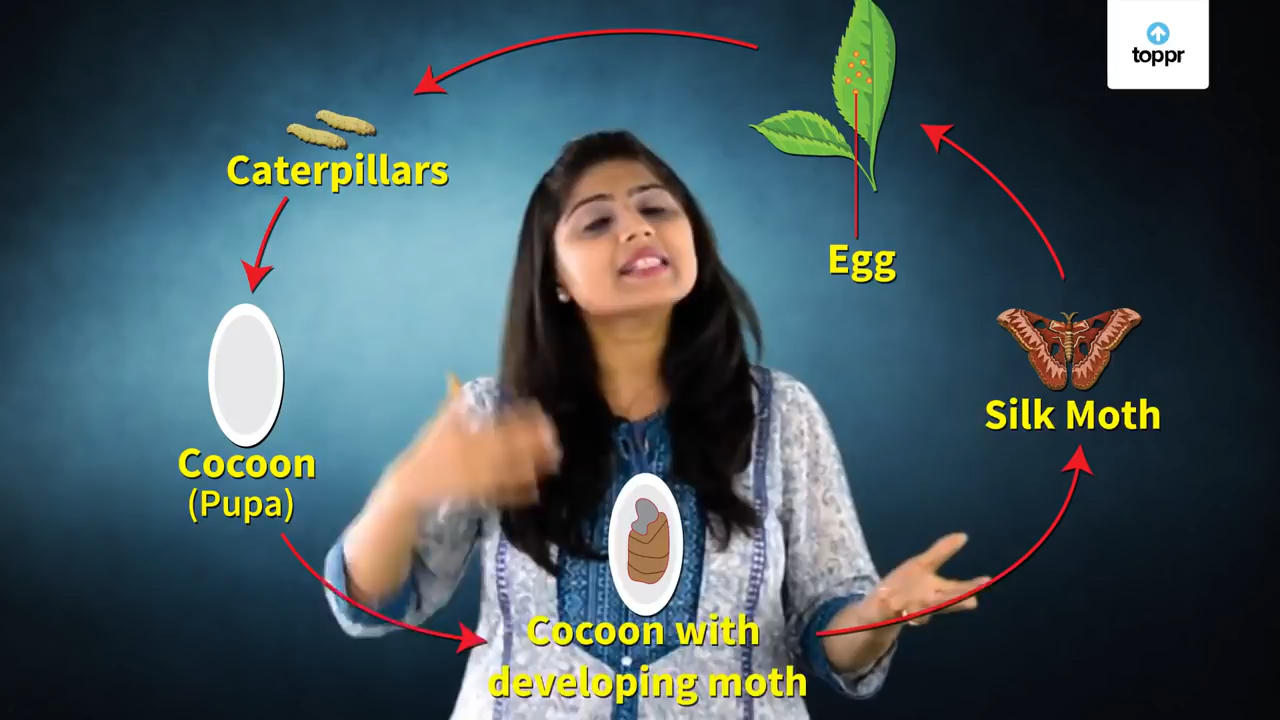 toppr
Caterpillars
Egg
Silk Moth
Cocoon
(Pupa)
Cocoon with
developing moth